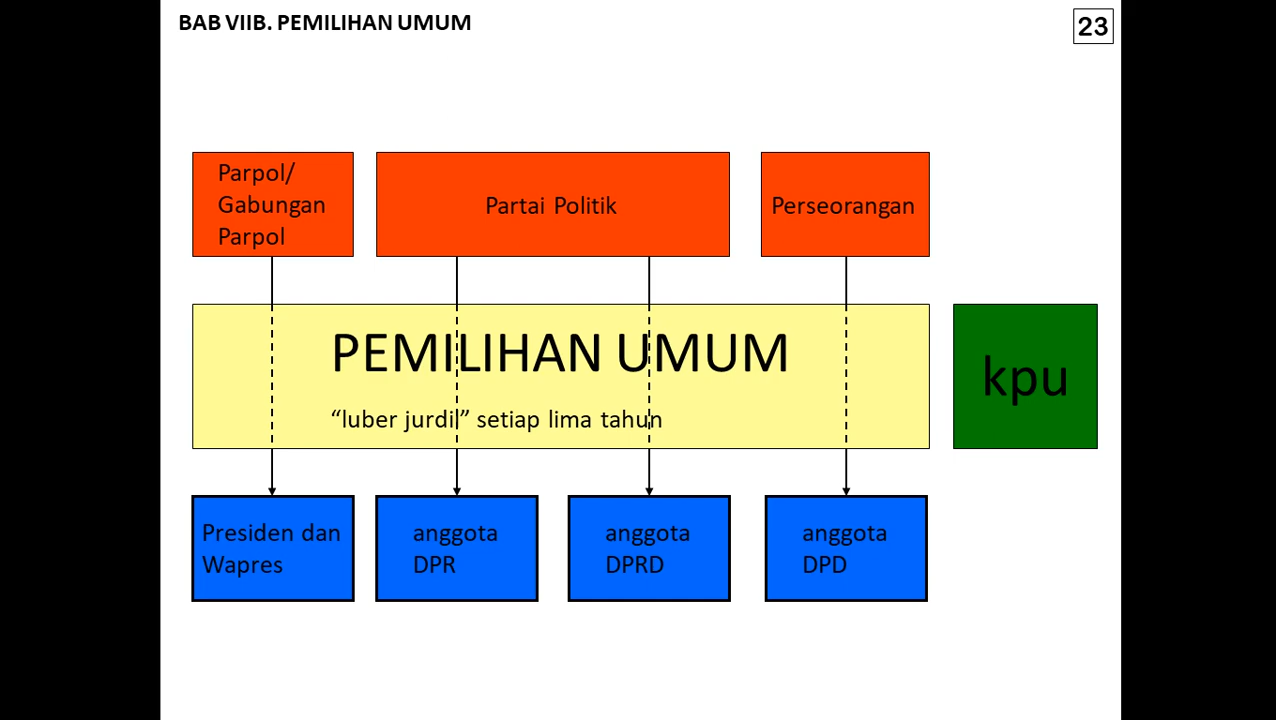 BAB VIIB. PEMILIHAN UMUM
23
Parpol/
Gabungan
Parpol
Partai Politik
Perseorangan
PEMILIHAN UMUM
“luber jurdil” setiap lima tahun
kpu
Presiden dan
Wapres
anggota
DPR
anggota
DPRD
anggota
DPD